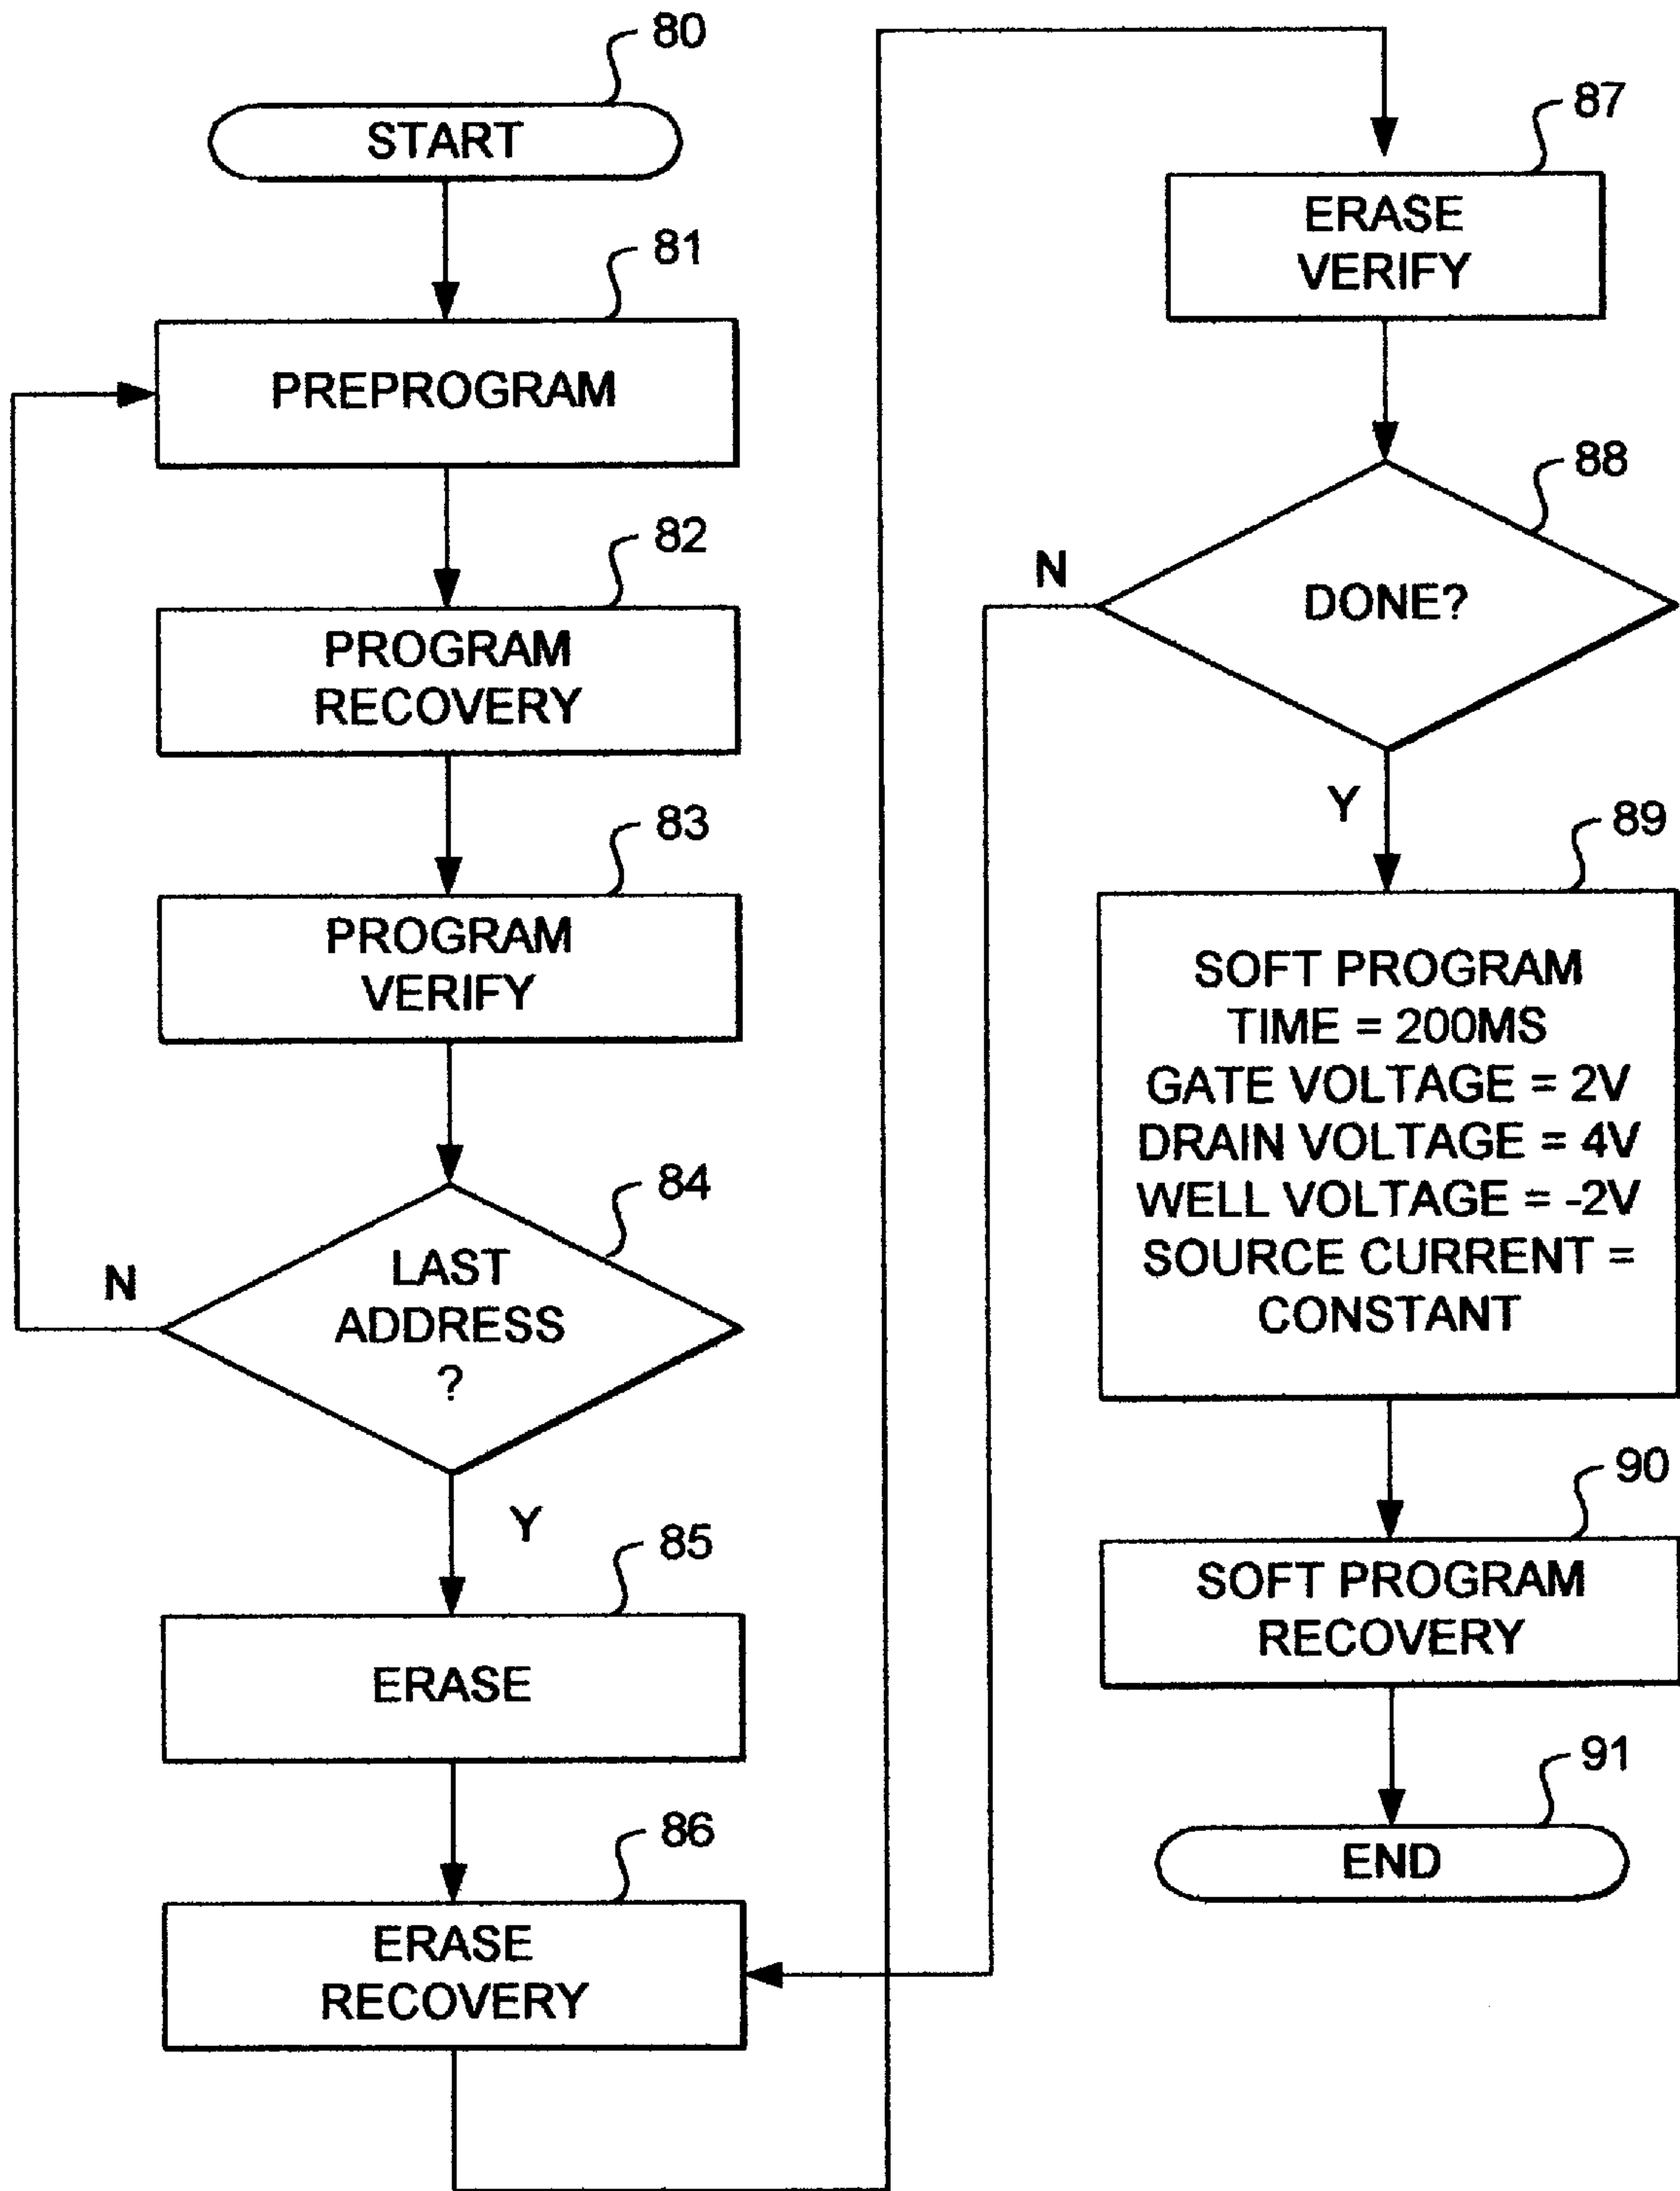 80
START
81
PREPROGRAM
82
PROGRAM
RECOVERY
83
PROGRAM
VERIFY
84
LAST
ADDRESS
?
N
Y
85
ERASE
86
ERASE
RECOVERY
87
ERASE
VERIFY
88
DONE?
N
Y
89
SOFT PROGRAM
TIME = 200MS
GATE VOLTAGE = 2V
DRAIN VOLTAGE = 4V
WELL VOLTAGE = -2V
SOURCE CURRENT =
CONSTANT
90
SOFT PROGRAM
RECOVERY
91
END